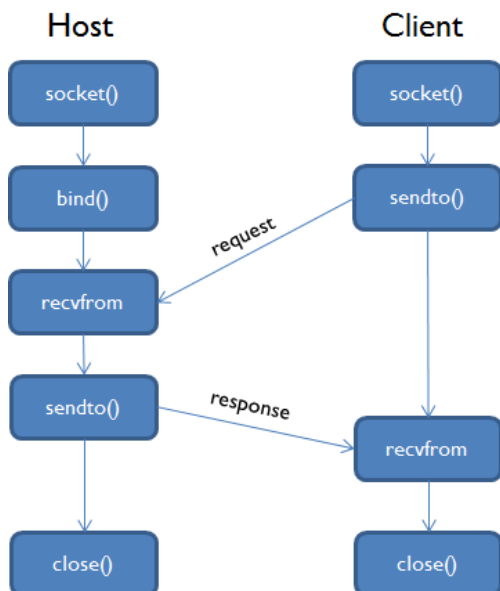 Host
Client
socket()
socket()
bind()
sendto()
request
recvfrom
sendto()
response
recvfrom
close()
close()